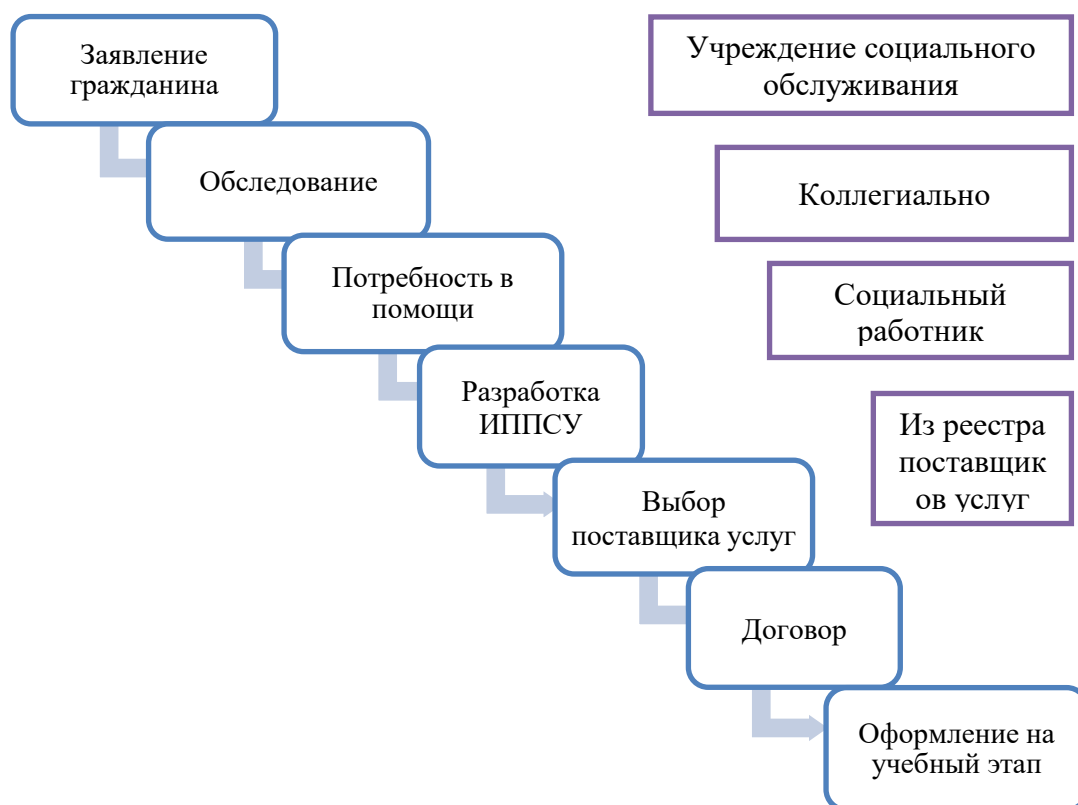 Заявление
гражданина
Учреждение социального
обслуживания
Обследование
Коллегиально
Потребность в
помощи
Социальный
работник
Разработка
ИППСУ
Из реестра
поставщик
ов услуг
Выбор
поставщика услуг
Договор
Оформление на
учебный этап